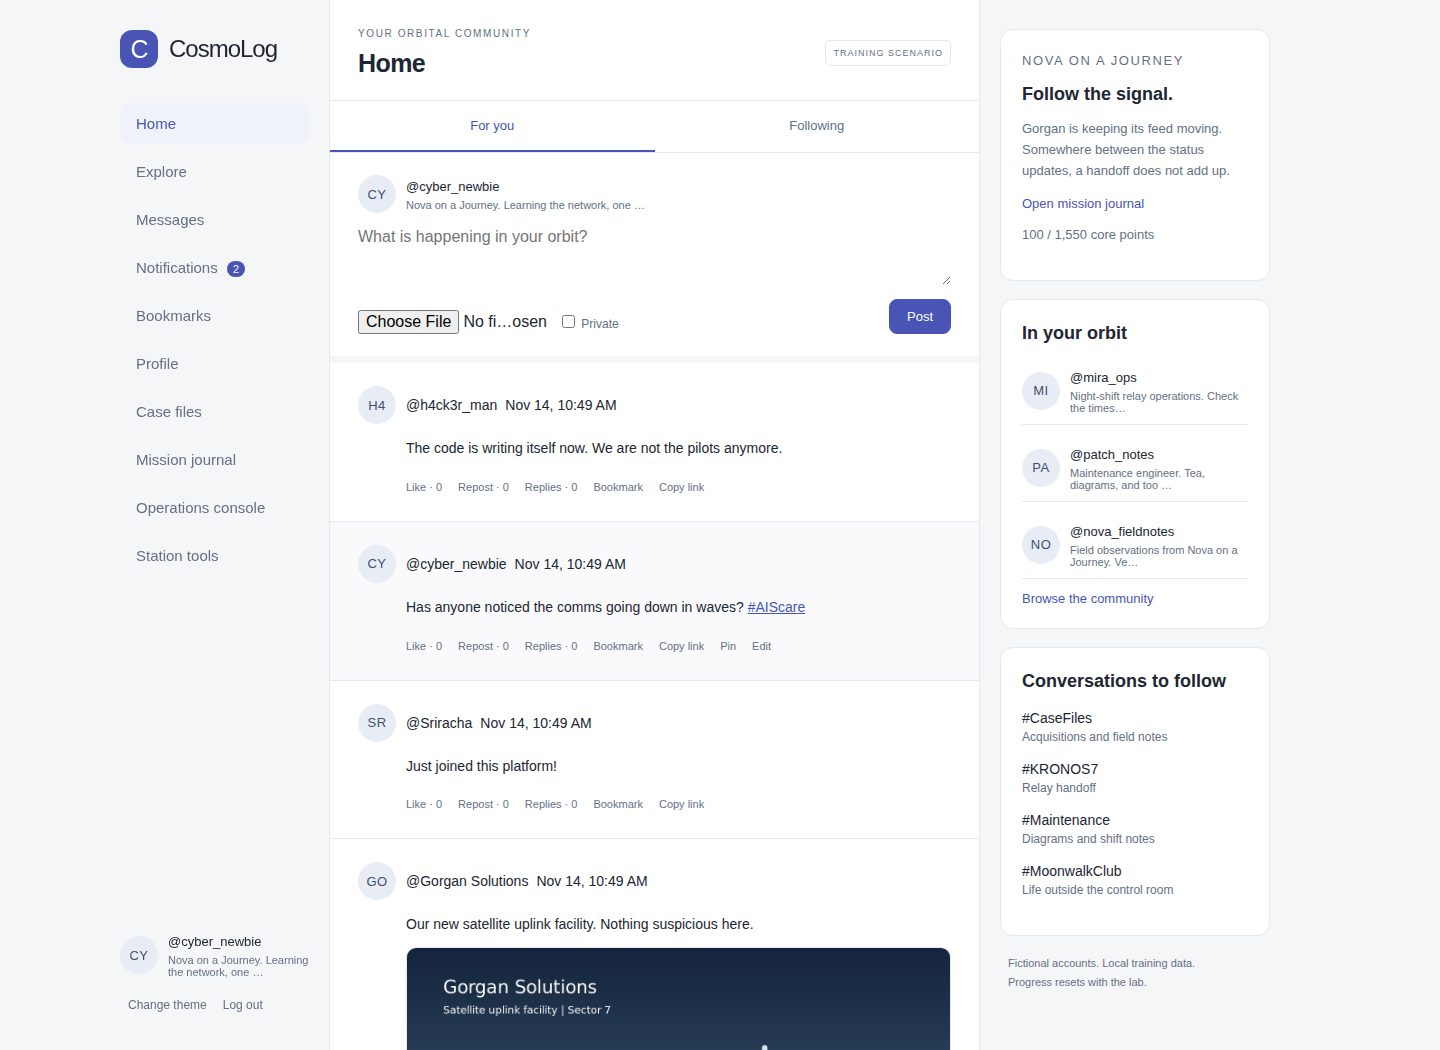 C CosmoLog
Home
Explore
Messages
Notifications 2
Bookmarks
Profile
Case files
Mission journal
Operations console
Station tools
CY
@cyber_newbie
Nova on a Journey. Learning
the network, one …
Change theme Log out
YOUR ORBITAL COMMUNITY
Home
TRAINING SCENARIO
For you Following
CY
@cyber_newbie
Nova on a Journey. Learning the network, one …
What is happening in your orbit?
Choose File No fi…osen Private Post
H4 @h4ck3r_man Nov 14, 10:49 AM
The code is writing itself now. We are not the pilots anymore.
Like · 0 Repost · 0 Replies · 0 Bookmark Copy link
CY @cyber_newbie Nov 14, 10:49 AM
Has anyone noticed the comms going down in waves? #AIScare
Like · 0 Repost · 0 Replies · 0 Bookmark Copy link Pin Edit
SR @Sriracha Nov 14, 10:49 AM
Just joined this platform!
Like · 0 Repost · 0 Replies · 0 Bookmark Copy link
GO @Gorgan Solutions Nov 14, 10:49 AM
Our new satellite uplink facility. Nothing suspicious here.
Gorgan Solutions
Satellite uplink facility | Sector 7
NOVA ON A JOURNEY
Follow the signal.
Gorgan is keeping its feed moving.
Somewhere between the status
updates, a handoff does not add up.
Open mission journal
100 / 1,550 core points
In your orbit
MI
@mira_ops
Night-shift relay operations. Check
the times…
PA
@patch_notes
Maintenance engineer. Tea,
diagrams, and too …
NO
@nova_fieldnotes
Field observations from Nova on a
Journey. Ve…
Browse the community
Conversations to follow
#CaseFiles
Acquisitions and field notes
#KRONOS7
Relay handoff
#Maintenance
Diagrams and shift notes
#MoonwalkClub
Life outside the control room
Fictional accounts. Local training data.
Progress resets with the lab.